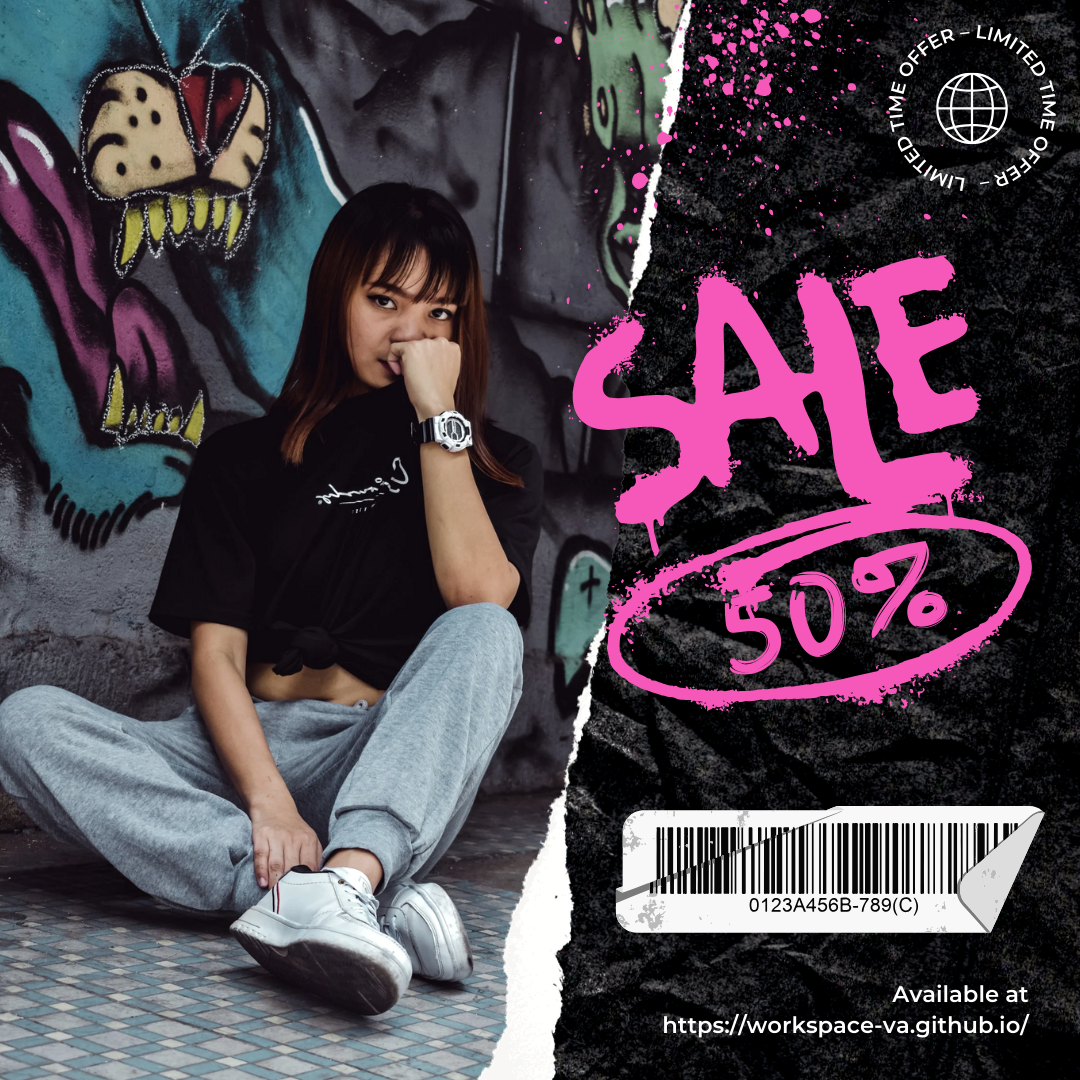 LIMITED TIME OFFER – LIMITED TIME OFFER –
SALE
50%
0123A456B-789(C)
Available at
https://workspace-va.github.io/